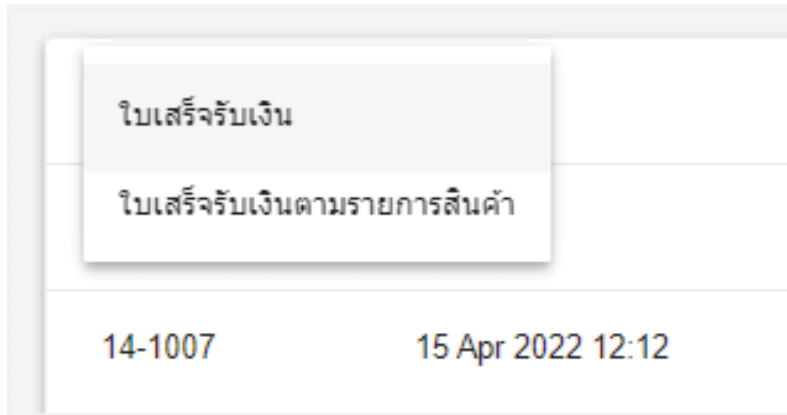 ใบเสร็จรับเงิน
ใบเสร็จรับเงินตามรายการสินค้า
14-1007 15 Apr 2022 12:12